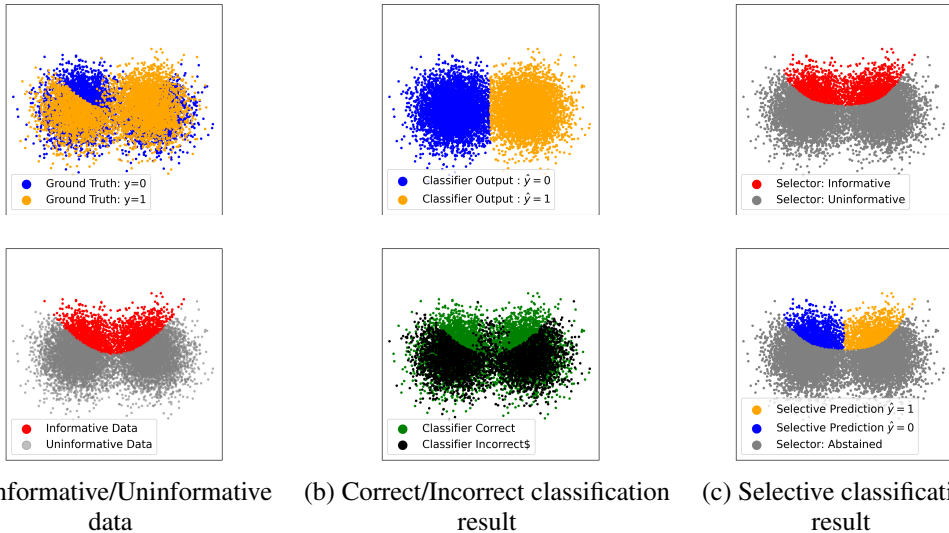 Ground Truth: y=0
Ground Truth: y=1
Classifier Output : ŷ = 0
Classifier Output : ŷ = 1
Selector: Informative
Selector: Uninformative
Informative Data
Uninformative Data
Classifier Correct
Classifier Incorrect$
Selective Prediction ŷ = 1
Selective Prediction ŷ = 0
Selector: Abstained
nformative/Uninformative
data
(b) Correct/Incorrect classification
result
(c) Selective classificati
result